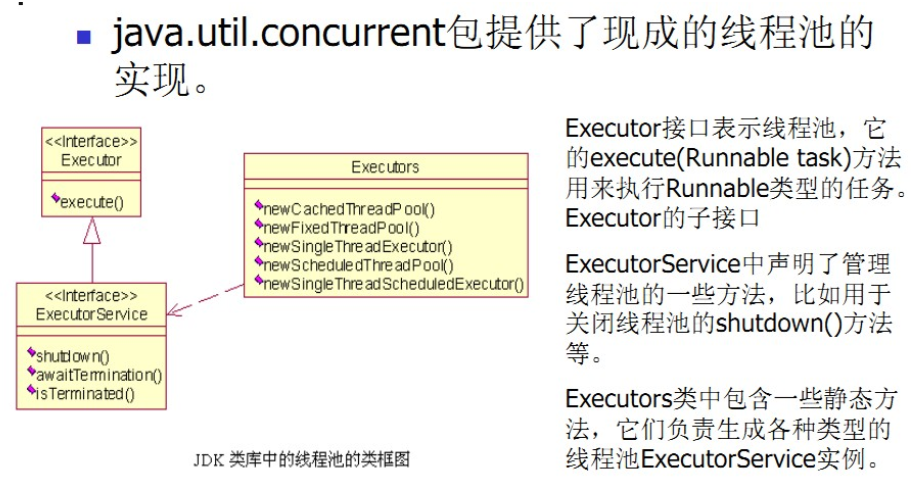 java.util.concurrent包提供了现成的线程池的
实现。
<<Interface>>
Executor
execute()
<<Interface>>
ExecutorService
shutdown()
awaitTermination()
isTerminated()
Executors
newCachedThreadPool()
newFixedThreadPool()
newSingleThreadExecutor()
newScheduledThreadPool()
newSingleThreadScheduledExecutor()
JDK 类库中的线程池的类框图
Executor接口表示线程池，它
的execute(Runnable task)方法
用来执行Runnable类型的任务。
Executor的子接口
ExecutorService中声明了管理
线程池的一些方法，比如用于
关闭线程池的shutdown()方法
等。
Executors类中包含一些静态方
法，它们负责生成各种类型的
线程池ExecutorService实例。